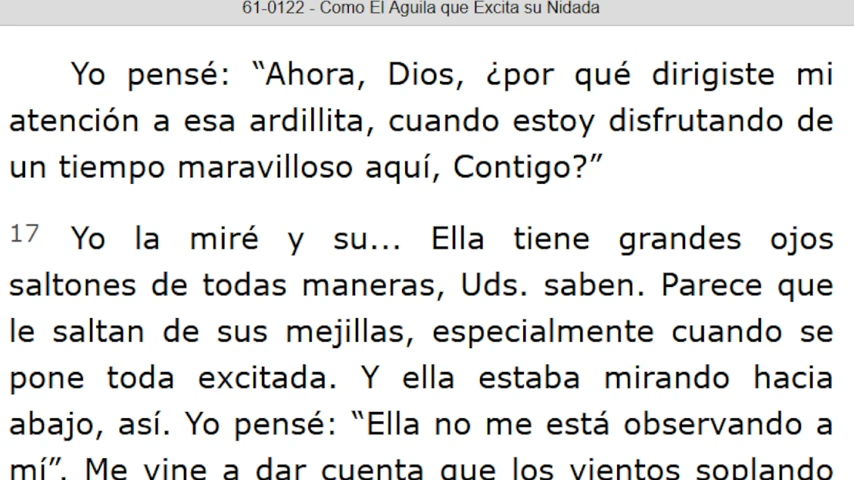 61-0122 - Como El Aguila que Excita su Nidada
Yo pensé: “Ahora, Dios, ¿por qué dirigiste mi
atención a esa ardillita, cuando estoy disfrutando de
un tiempo maravilloso aquí, Contigo?”
17 Yo la miré y su... Ella tiene grandes ojos
saltones de todas maneras, Uds. saben. Parece que
le saltan de sus mejillas, especialmente cuando se
pone toda excitada. Y ella estaba mirando hacia
abajo, así. Yo pensé: “Ella no me está observando a
mí”. Me vine a dar cuenta que los vientos soplando